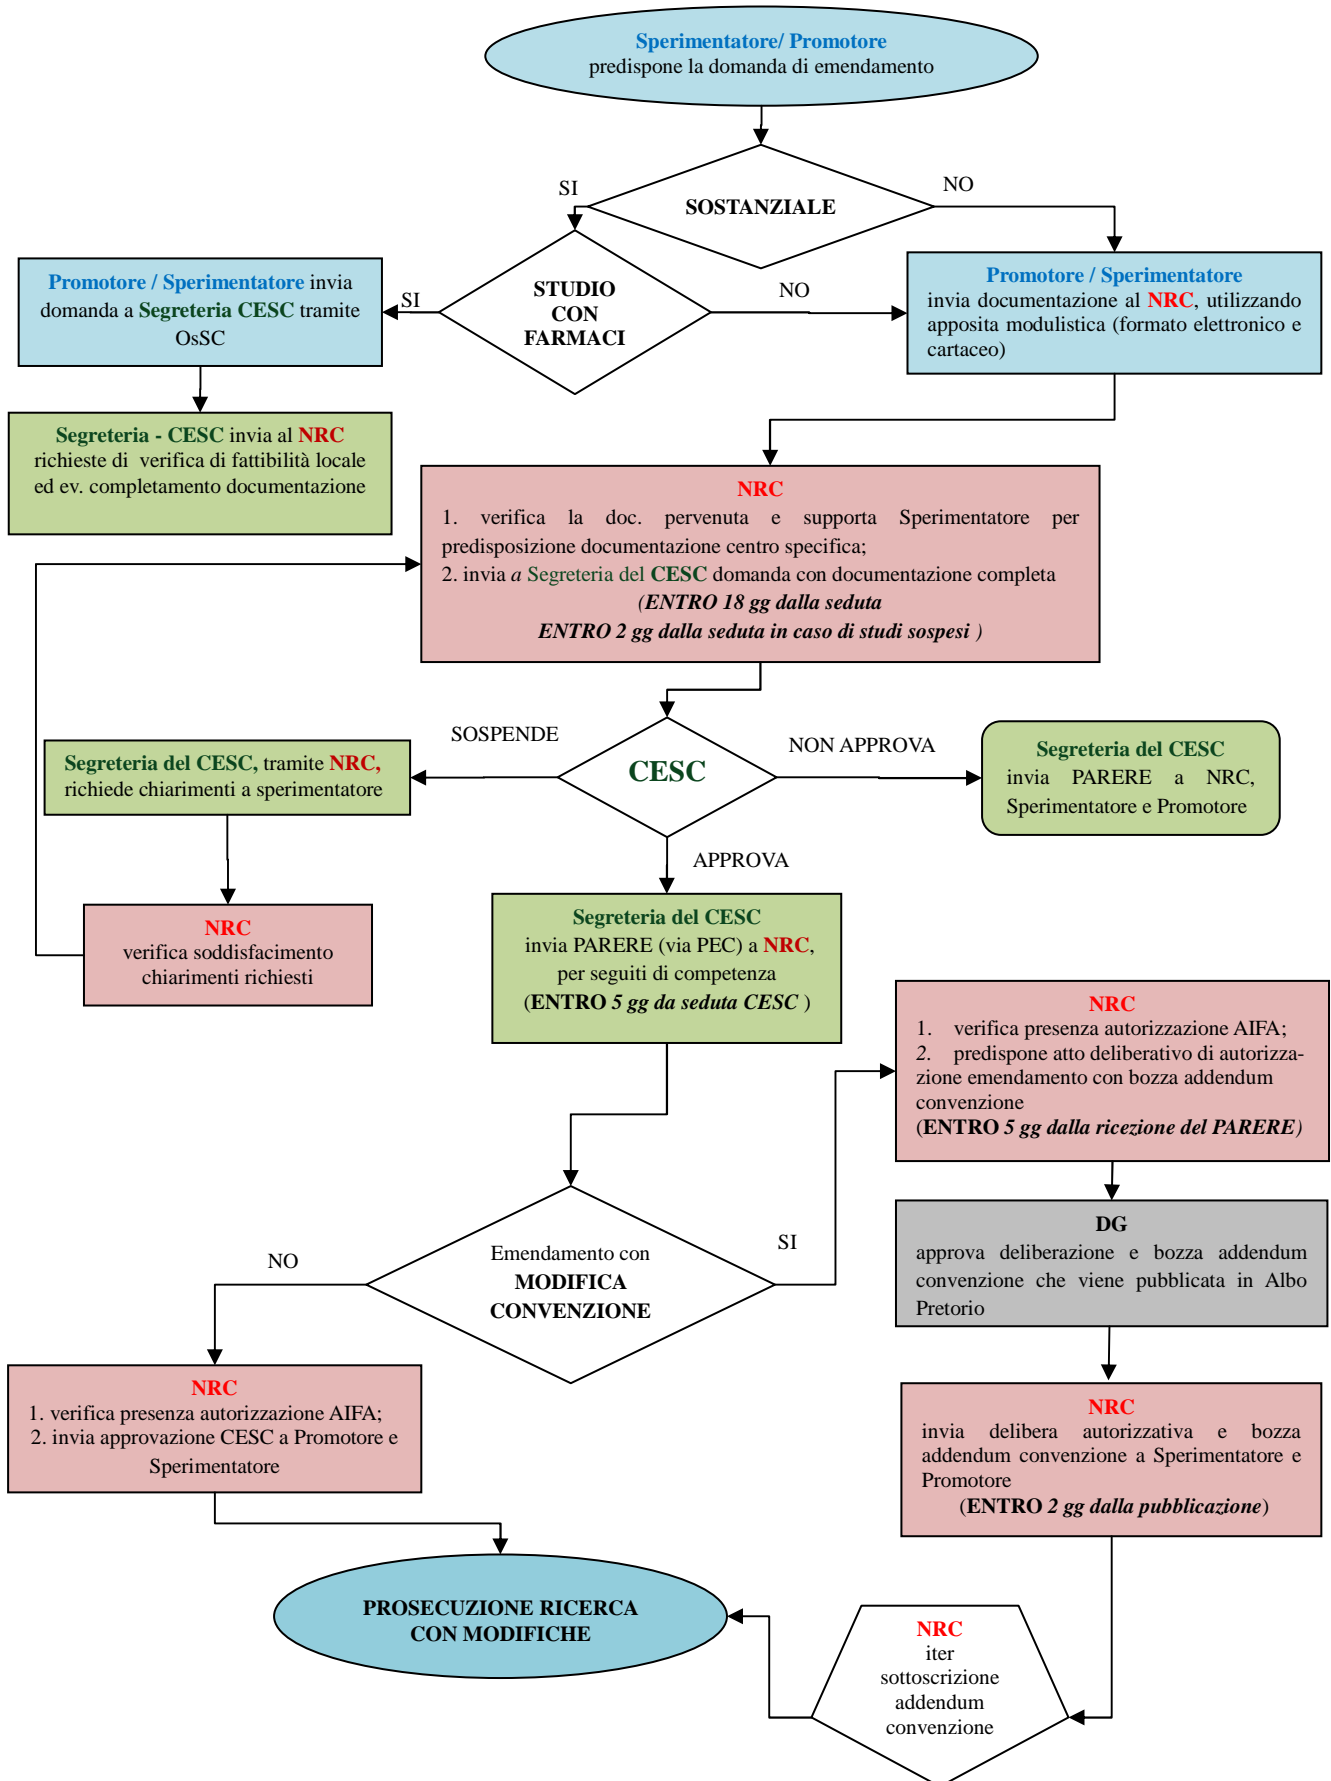 Sperimentatore/ Promotore
predispone la domanda di emendamento
SI
NO
SOSTANZIALE
Promotore / Sperimentatore invia
domanda a Segreteria CESC tramite
OsSC
SI
STUDIO
CON
FARMACI
NO
Promotore / Sperimentatore
invia documentazione al NRC, utilizzando
apposita modulistica (formato elettronico e
cartaceo)
Segreteria - CESC invia al NRC
richieste di verifica di fattibilità locale
ed ev. completamento documentazione
NRC
1. verifica la doc. pervenuta e supporta Sperimentatore per
predisposizione documentazione centro specifica;
2. invia a Segreteria del CESC domanda con documentazione completa
(ENTRO 18 gg dalla seduta
ENTRO 2 gg dalla seduta in caso di studi sospesi )
SOSPENDE
NON APPROVA
CESC
Segreteria del CESC, tramite NRC,
richiede chiarimenti a sperimentatore
Segreteria del CESC
invia PARERE a NRC,
Sperimentatore e Promotore
APPROVA
NRC
verifica soddisfacimento
chiarimenti richiesti
Segreteria del CESC
invia PARERE (via PEC) a NRC,
per seguiti di competenza
(ENTRO 5 gg da seduta CESC )
NRC
1. verifica presenza autorizzazione AIFA;
2. predispone atto deliberativo di autorizza-
zione emendamento con bozza addendum
convenzione
(ENTRO 5 gg dalla ricezione del PARERE)
NO
SI
Emendamento con
MODIFICA
CONVENZIONE
DG
approva deliberazione e bozza addendum
convenzione che viene pubblicata in Albo
Pretorio
NRC
1. verifica presenza autorizzazione AIFA;
2. invia approvazione CESC a Promotore e
Sperimentatore
NRC
invia delibera autorizzativa e bozza
addendum convenzione a Sperimentatore e
Promotore
(ENTRO 2 gg dalla pubblicazione)
PROSECUZIONE RICERCA
CON MODIFICHE
NRC
iter
sottoscrizione
addendum
convenzione